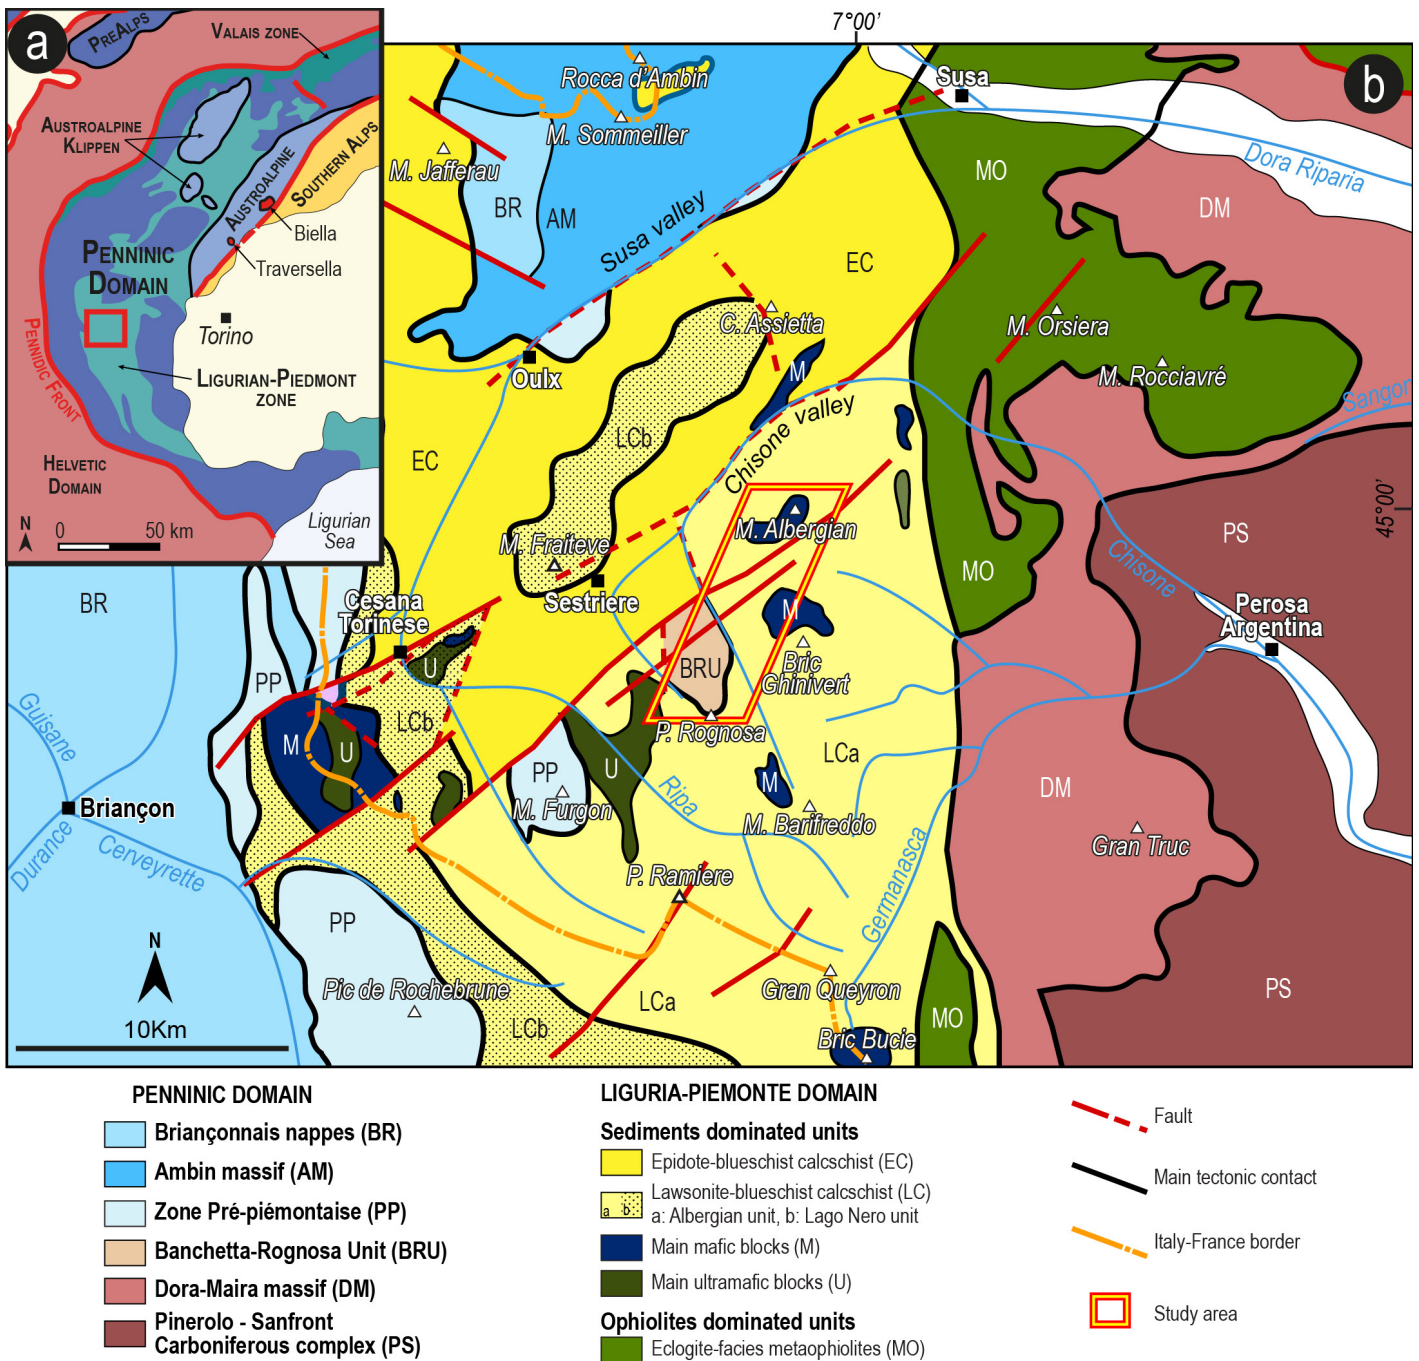 a
PREALPS
VALAIS ZONE
AUSTROALPINE
KLIPPEN
AUSTROALPINE
SOUTHERN ALPS
Biella
Traversella
PENNINIC
DOMAIN
Torino
PENNIDIC FRONT
LIGURIAN-PIEDMONT
ZONE
HELVETIC
DOMAIN
N
0 50 km
Ligurian
Sea
7°00'
b
Rocca d'Ambin
Susa
M. Sommeiller
M. Jafferau
BR
AM
Susa valley
EC
MO
DM
Dora Riparia
C. Assietta
M. Orsiera
M. Rocciavré
Sangon
Oulx
M
LCb
Chisone valley
EC
45°00'
M. Albergian
PS
M. Fraiteve
Chisone
MO
BR
Cesana
Torinese
Sestriere
M
Perosa
Argentina
PP
U
BRU
Bric
Ghinivert
Guisane
M
U
LCb
P. Rognosa
LCa
PP
U
M
DM
Briançon
M. Furgon
Ripa
M. Barifreddo
Durance
Cerveyrette
Gran Truc
P. Ramiere
Germanasca
PP
N
Pic de Rochebrune
LCa
Gran Queyron
PS
10Km
LCb
MO
Bric Bucie
PENNINIC DOMAIN
Briançonnais nappes (BR)
Ambin massif (AM)
Zone Pré-piémontaise (PP)
Banchetta-Rognosa Unit (BRU)
Dora-Maira massif (DM)
Pinerolo - Sanfront
Carboniferous complex (PS)
LIGURIA-PIEMONTE DOMAIN
Sediments dominated units
Epidote-blueschist calcschist (EC)
a b
Lawsonite-blueschist calcschist (LC)
a: Albergian unit, b: Lago Nero unit
Main mafic blocks (M)
Main ultramafic blocks (U)
Ophiolites dominated units
Eclogite-facies metaophiolites (MO)
Fault
Main tectonic contact
Italy-France border
Study area